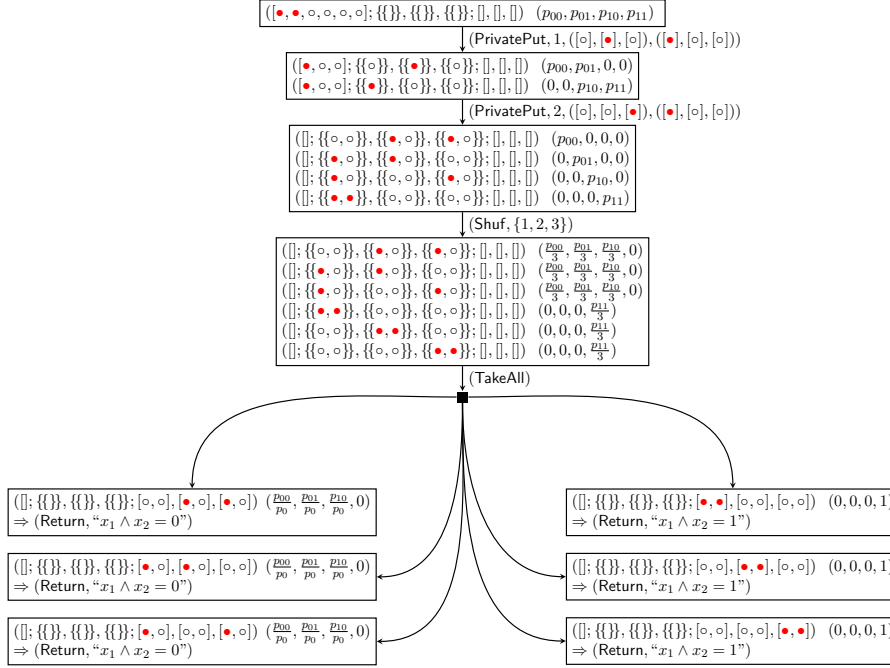 ([●,●,○,○,○,○];{{}},{{}},{{}};[],[],[]) (p00,p01,p10,p11)
(PrivatePut,1,([○],[●],[○]),([●],[○],[○]))
([●,○,○];{{○}},{{●}},{{○}};[],[],[]) (p00,p01,0,0)
([●,○,○];{{●}},{{○}},{{○}};[],[],[]) (0,0,p10,p11)
(PrivatePut,2,([○],[○],[●]),([●],[○],[○]))
([];{{○,○}},{{●,○}},{{●,○}};[],[],[]) (p00,0,0,0)
([];{{●,○}},{{●,○}},{{○,○}};[],[],[]) (0,p01,0,0)
([];{{●,○}},{{○,○}},{{●,○}};[],[],[]) (0,0,p10,0)
([];{{●,●}},{{○,○}},{{○,○}};[],[],[]) (0,0,0,p11)
(Shuf,{1,2,3})
([];{{○,○}},{{●,○}},{{●,○}};[],[],[]) (p00/3,p01/3,p10/3,0)
([];{{●,○}},{{●,○}},{{○,○}};[],[],[]) (p00/3,p01/3,p10/3,0)
([];{{●,○}},{{○,○}},{{●,○}};[],[],[]) (p00/3,p01/3,p10/3,0)
([];{{●,●}},{{○,○}},{{○,○}};[],[],[]) (0,0,0,p11/3)
([];{{○,○}},{{●,●}},{{○,○}};[],[],[]) (0,0,0,p11/3)
([];{{○,○}},{{○,○}},{{●,●}};[],[],[]) (0,0,0,p11/3)
(TakeAll)
([];{{}},{{}},{{}};[○,○],[●,○],[●,○]) (p00/p0,p01/p0,p10/p0,0)
⇒ (Return,“x1 ∧ x2 = 0”)
([];{{}},{{}},{{}};[●,○],[●,○],[○,○]) (p00/p0,p01/p0,p10/p0,0)
⇒ (Return,“x1 ∧ x2 = 0”)
([];{{}},{{}},{{}};[●,○],[○,○],[●,○]) (p00/p0,p01/p0,p10/p0,0)
⇒ (Return,“x1 ∧ x2 = 0”)
([];{{}},{{}},{{}};[●,●],[○,○],[○,○]) (0,0,0,1)
⇒ (Return,“x1 ∧ x2 = 1”)
([];{{}},{{}},{{}};[○,○],[●,●],[○,○]) (0,0,0,1)
⇒ (Return,“x1 ∧ x2 = 1”)
([];{{}},{{}},{{}};[○,○],[○,○],[●,●]) (0,0,0,1)
⇒ (Return,“x1 ∧ x2 = 1”)